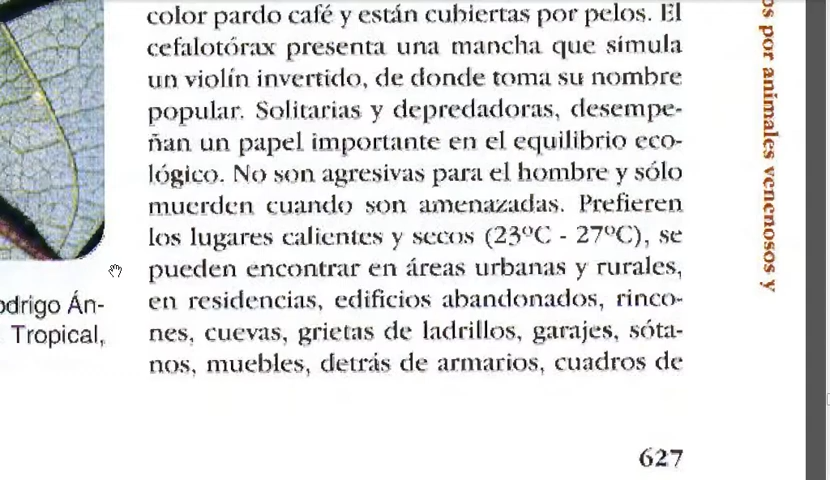 color pardo café y están cubiertas por pelos. El
cefalotórax presenta una mancha que simula
un violín invertido, de donde toma su nombre
popular. Solitarias y depredadoras, desempe-
ñan un papel importante en el equilibrio eco-
lógico. No son agresivas para el hombre y sólo
muerden cuando son amenazadas. Prefieren
los lugares calientes y secos (23ºC - 27ºC), se
pueden encontrar en áreas urbanas y rurales,
en residencias, edificios abandonados, rinco-
nes, cuevas, grietas de ladrillos, garajes, sóta-
nos, muebles, detrás de armarios, cuadros de
odrigo Án-
Tropical,
os por animales venenosos y
627